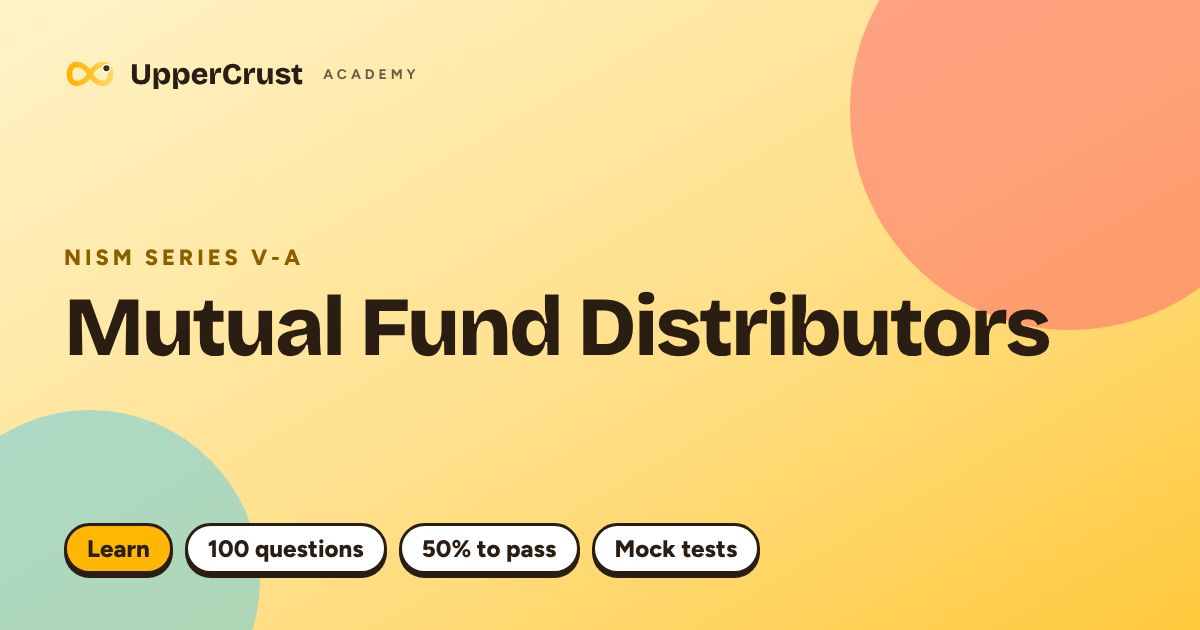 UpperCrust ACADEMY
NISM SERIES V-A
Mutual Fund Distributors
Learn 100 questions 50% to pass Mock tests